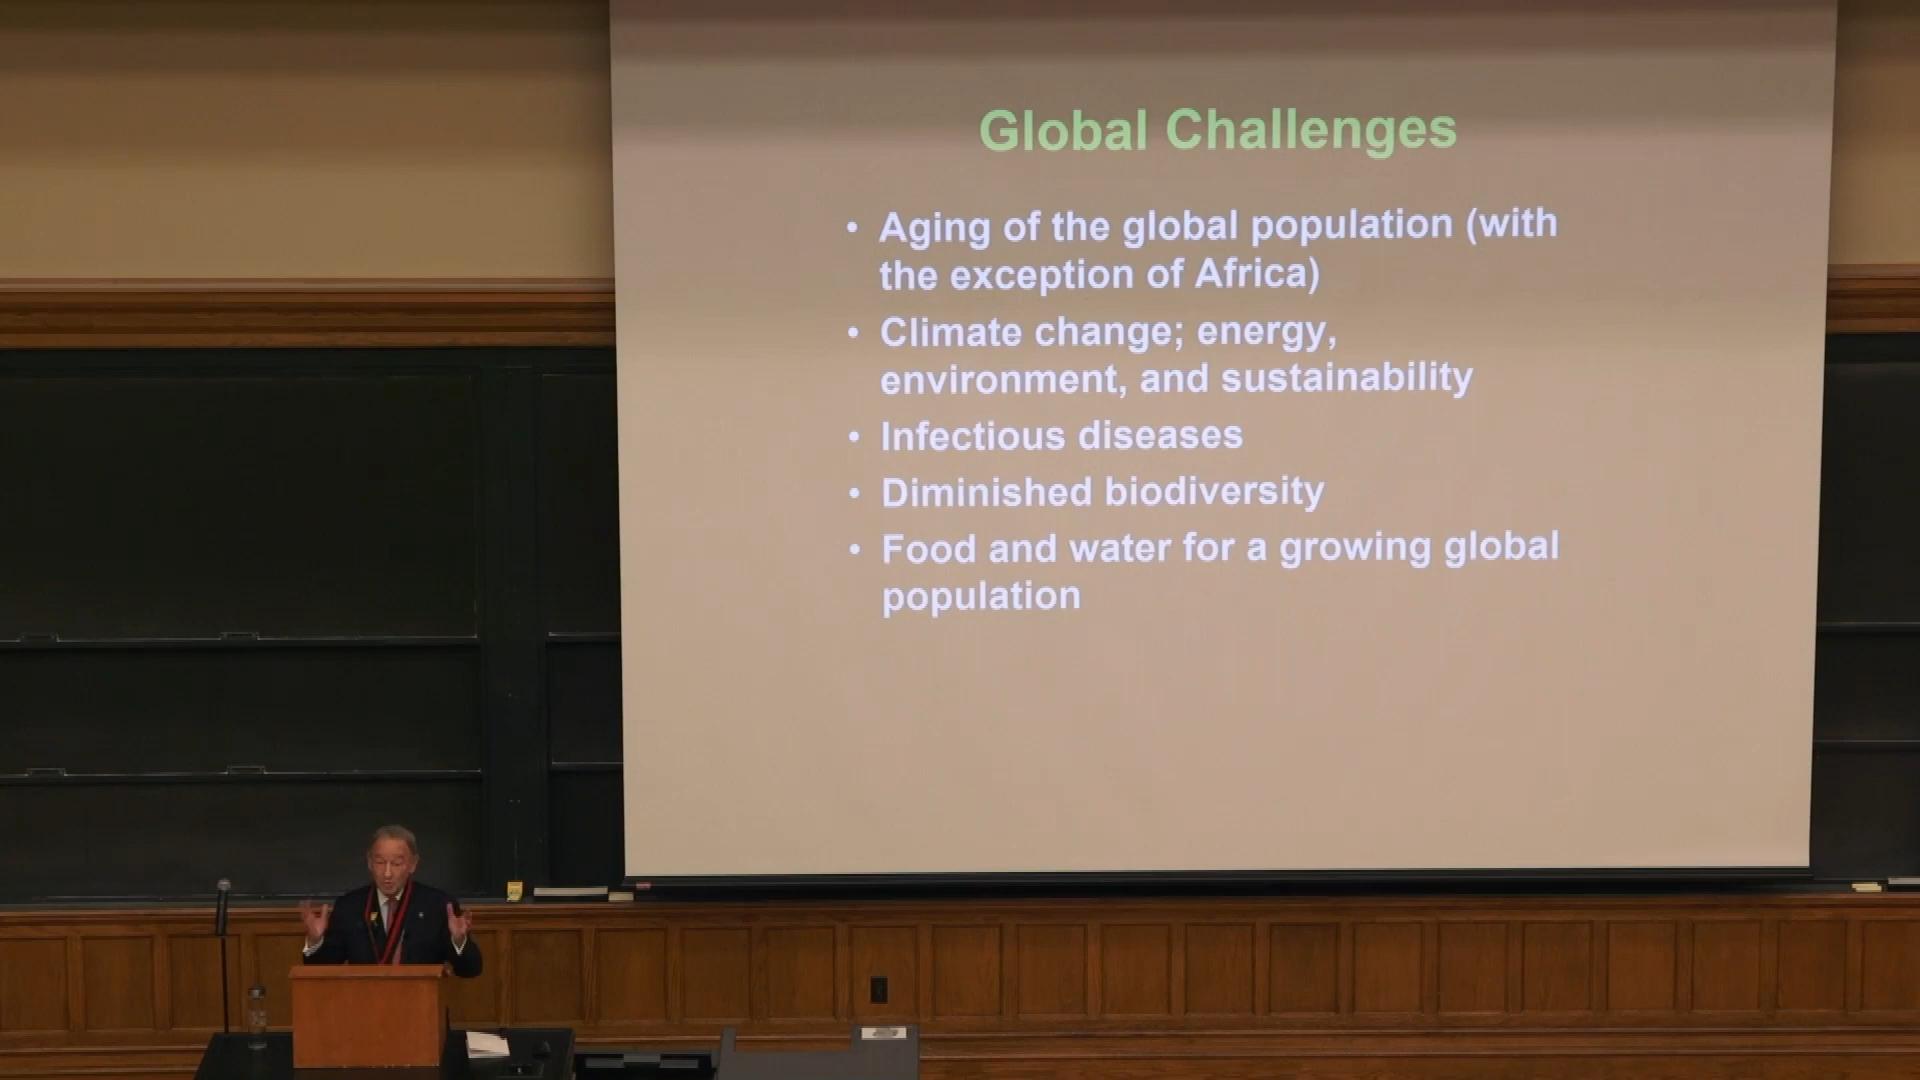 Global Challenges
• Aging of the global population (with
the exception of Africa)
• Climate change; energy,
environment, and sustainability
• Infectious diseases
• Diminished biodiversity
• Food and water for a growing global
population